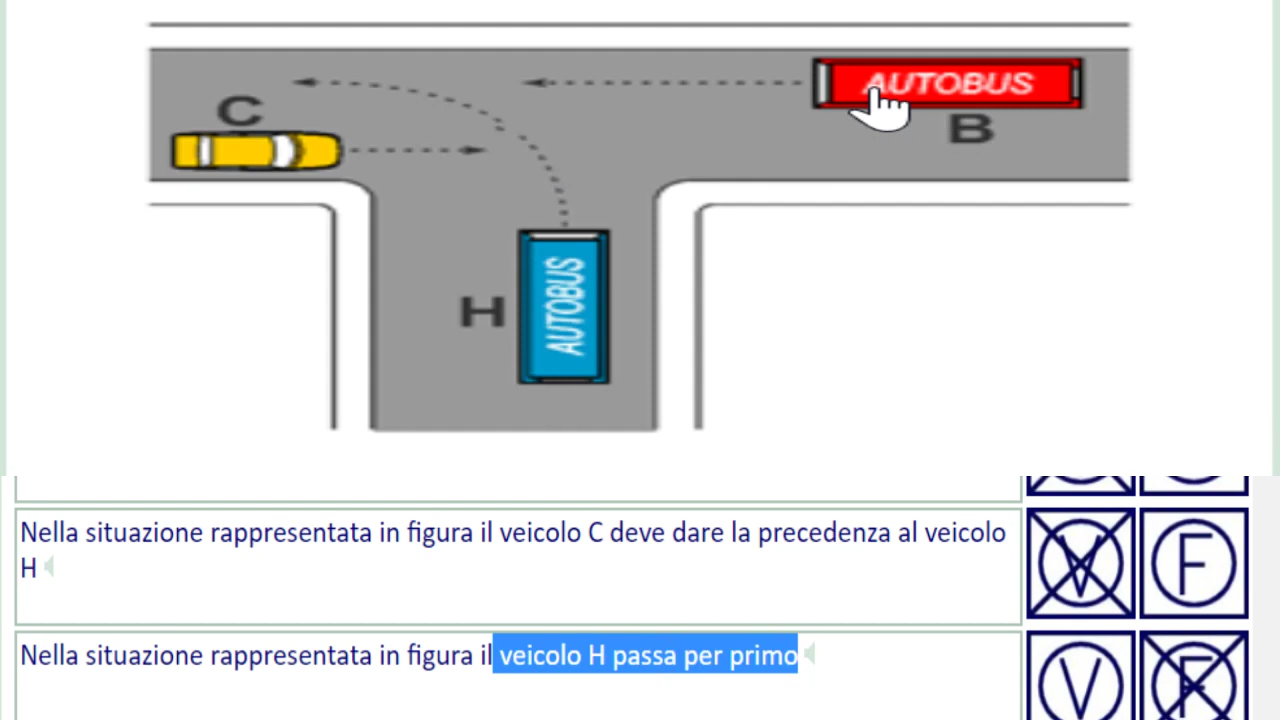 C
AUTOBUS
B
H
AUTOBUS
Nella situazione rappresentata in figura il veicolo C deve dare la precedenza al veicolo
H
V F
Nella situazione rappresentata in figura il veicolo H passa per primo
V F